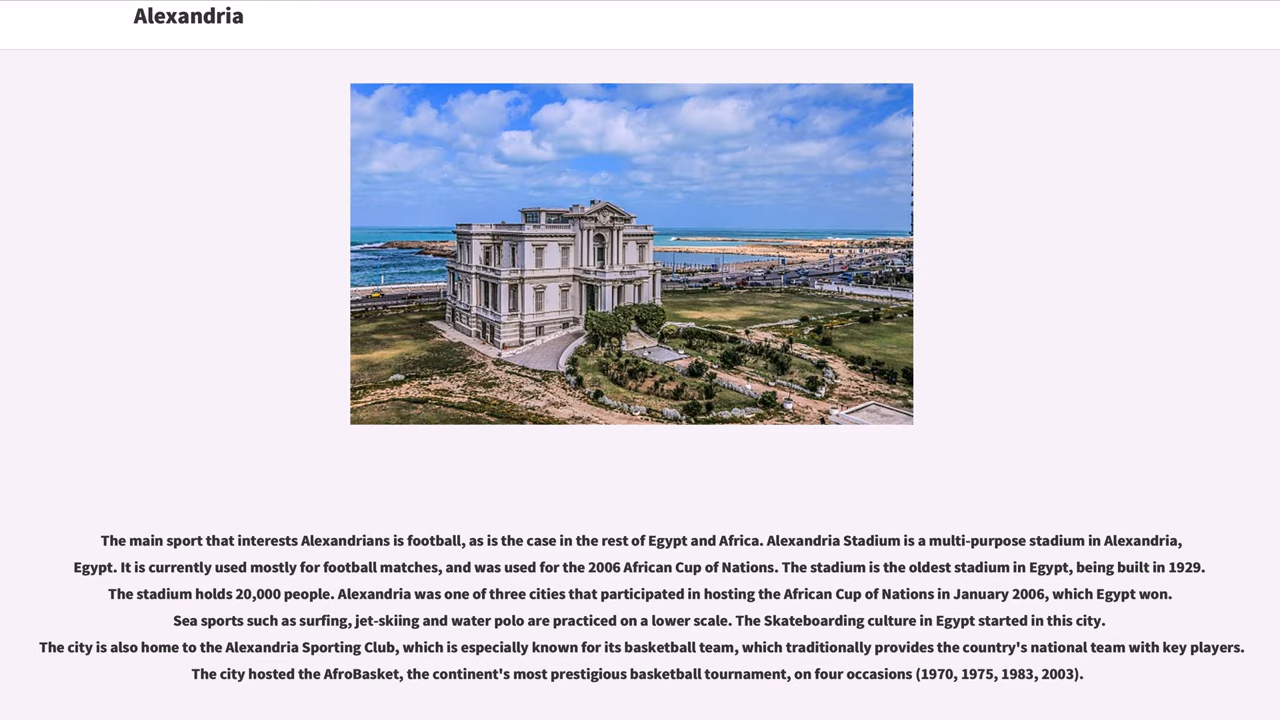 Alexandria
The main sport that interests Alexandrians is football, as is the case in the rest of Egypt and Africa. Alexandria Stadium is a multi-purpose stadium in Alexandria,
Egypt. It is currently used mostly for football matches, and was used for the 2006 African Cup of Nations. The stadium is the oldest stadium in Egypt, being built in 1929.
The stadium holds 20,000 people. Alexandria was one of three cities that participated in hosting the African Cup of Nations in January 2006, which Egypt won.
Sea sports such as surfing, jet-skiing and water polo are practiced on a lower scale. The Skateboarding culture in Egypt started in this city.
The city is also home to the Alexandria Sporting Club, which is especially known for its basketball team, which traditionally provides the country's national team with key players.
The city hosted the AfroBasket, the continent's most prestigious basketball tournament, on four occasions (1970, 1975, 1983, 2003).